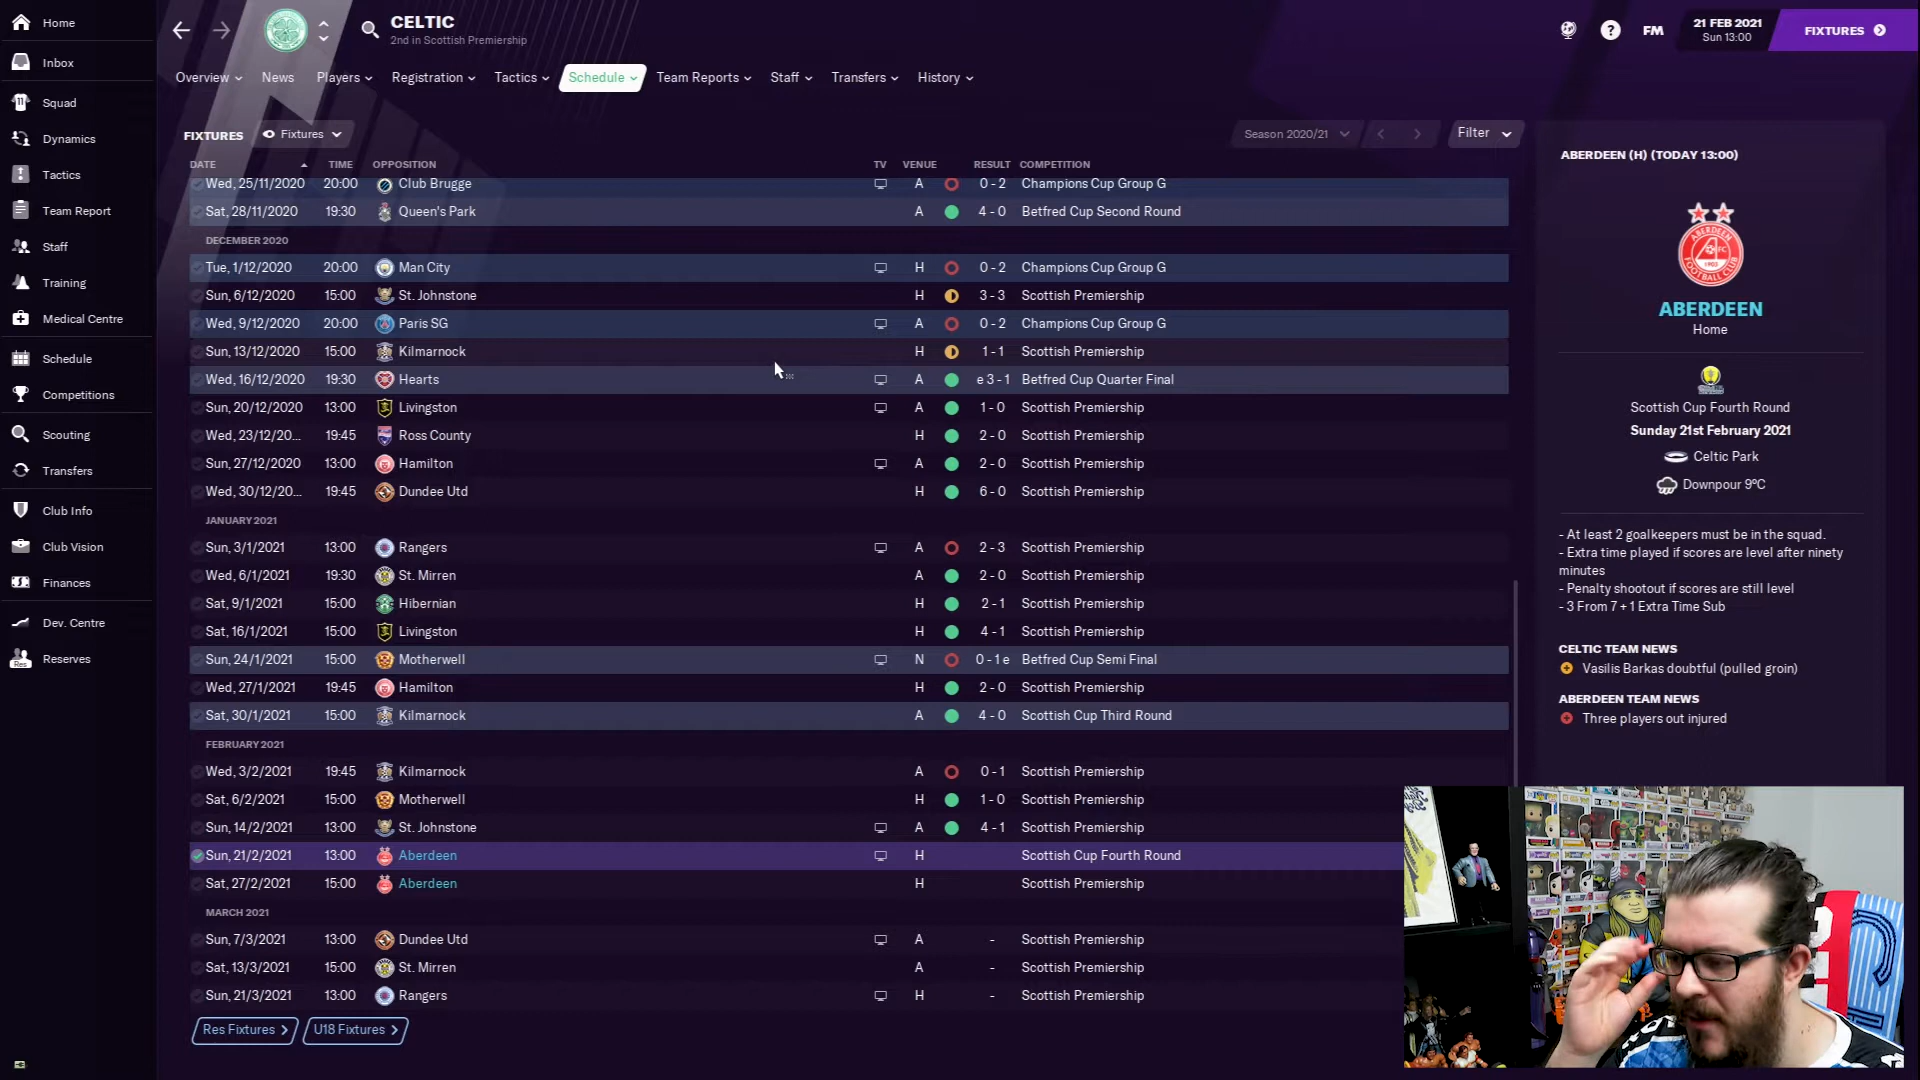 Home
Inbox
Squad
Dynamics
Tactics
Team Report
Staff
Training
Medical Centre
Schedule
Competitions
Scouting
Transfers
Club Info
Club Vision
Finances
Dev. Centre
Reserves
CELTIC
2nd in Scottish Premiership
FM
21 FEB 2021
Sun 13:00
FIXTURES
Overview News Players Registration Tactics Schedule Team Reports Staff Transfers History
FIXTURES Fixtures Season 2020/21 Filter
DATE TIME OPPOSITION TV VENUE RESULT COMPETITION
Wed, 25/11/2020 20:00 Club Brugge A 0 - 2 Champions Cup Group G
Sat, 28/11/2020 19:30 Queen's Park A 4 - 0 Betfred Cup Second Round
DECEMBER 2020
Tue, 1/12/2020 20:00 Man City H 0 - 2 Champions Cup Group G
Sun, 6/12/2020 15:00 St. Johnstone H 3 - 3 Scottish Premiership
Wed, 9/12/2020 20:00 Paris SG A 0 - 2 Champions Cup Group G
Sun, 13/12/2020 15:00 Kilmarnock H 1 - 1 Scottish Premiership
Wed, 16/12/2020 19:30 Hearts A e 3 - 1 Betfred Cup Quarter Final
Sun, 20/12/2020 13:00 Livingston A 1 - 0 Scottish Premiership
Wed, 23/12/20... 19:45 Ross County H 2 - 0 Scottish Premiership
Sun, 27/12/2020 13:00 Hamilton A 2 - 0 Scottish Premiership
Wed, 30/12/20... 19:45 Dundee Utd H 6 - 0 Scottish Premiership
JANUARY 2021
Sun, 3/1/2021 13:00 Rangers A 2 - 3 Scottish Premiership
Wed, 6/1/2021 19:30 St. Mirren A 2 - 0 Scottish Premiership
Sat, 9/1/2021 15:00 Hibernian H 2 - 1 Scottish Premiership
Sat, 16/1/2021 15:00 Livingston H 4 - 1 Scottish Premiership
Sun, 24/1/2021 15:00 Motherwell N 0 - 1 e Betfred Cup Semi Final
Wed, 27/1/2021 19:45 Hamilton H 2 - 0 Scottish Premiership
Sat, 30/1/2021 15:00 Kilmarnock A 4 - 0 Scottish Cup Third Round
FEBRUARY 2021
Wed, 3/2/2021 19:45 Kilmarnock A 0 - 1 Scottish Premiership
Sat, 6/2/2021 15:00 Motherwell H 1 - 0 Scottish Premiership
Sun, 14/2/2021 13:00 St. Johnstone A 4 - 1 Scottish Premiership
Sun, 21/2/2021 13:00 Aberdeen H Scottish Cup Fourth Round
Sat, 27/2/2021 15:00 Aberdeen H Scottish Premiership
MARCH 2021
Sun, 7/3/2021 13:00 Dundee Utd A - Scottish Premiership
Sat, 13/3/2021 15:00 St. Mirren A - Scottish Premiership
Sun, 21/3/2021 13:00 Rangers H - Scottish Premiership
Res Fixtures U18 Fixtures
ABERDEEN (H) (TODAY 13:00)
ABERDEEN
FOOTBALL CLUB
1903
ABERDEEN
Home
Scottish Cup Fourth Round
Sunday 21st February 2021
Celtic Park
Downpour 9ºC
- At least 2 goalkeepers must be in the squad.
- Extra time played if scores are level after ninety
minutes
- Penalty shootout if scores are still level
- 3 From 7 + 1 Extra Time Sub
CELTIC TEAM NEWS
Vasilis Barkas doubtful (pulled groin)
ABERDEEN TEAM NEWS
Three players out injured